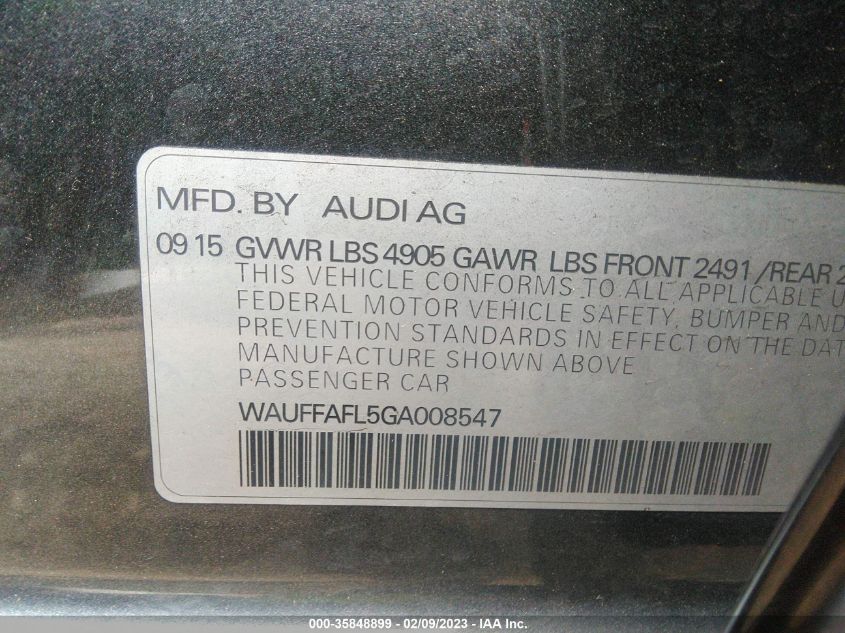 MFD. BY AUDI AG
09 15 GVWR LBS 4905 GAWR LBS FRONT 2491 /REAR 2
THIS VEHICLE CONFORMS TO ALL APPLICABLE U
FEDERAL MOTOR VEHICLE SAFETY, BUMPER AND
PREVENTION STANDARDS IN EFFECT ON THE DAT
MANUFACTURE SHOWN ABOVE
PASSENGER CAR
WAUFFAFL5GA008547
000-35848899 - 02/09/2023 - IAA Inc.